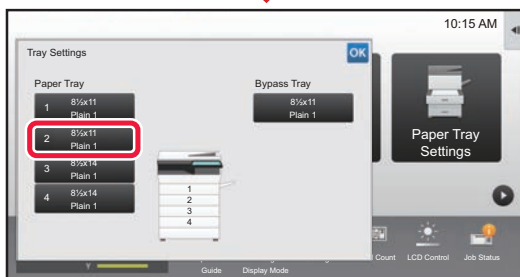 10:15 AM
Tray Settings
OK
Paper Tray
Bypass Tray
1
8½x11
Plain 1
8½x11
Plain 1
2
8½x11
Plain 1
3
8½x14
Plain 1
4
8½x14
Plain 1
1
2
3
4
Paper Tray
Settings
Count
LCD Control
Job Status
Y
Guide
Display Mode